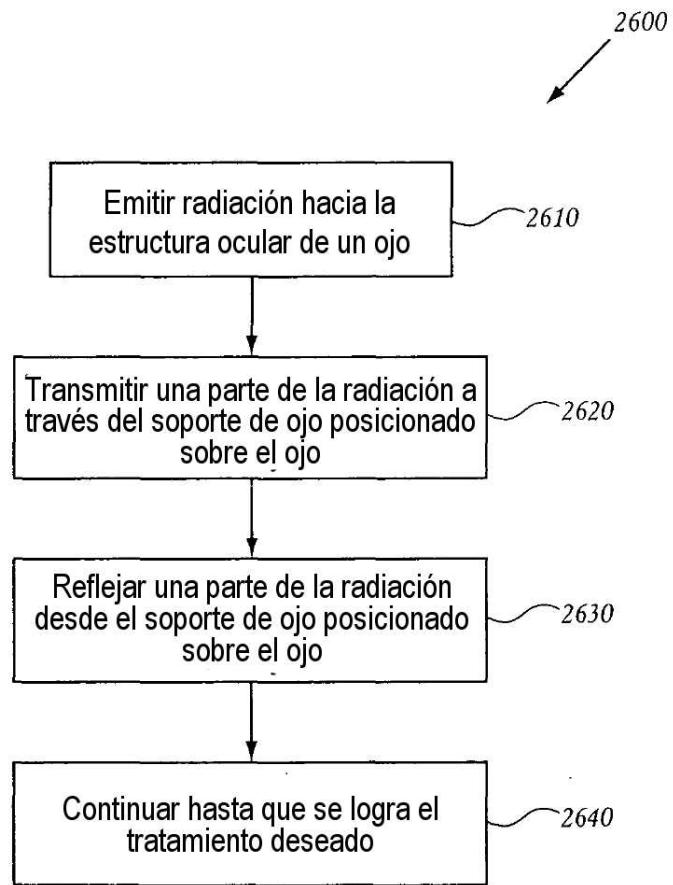 2600
Emitir radiación hacia la
estructura ocular de un ojo
2610
Transmitir una parte de la radiación a
través del soporte de ojo posicionado
sobre el ojo
2620
Reflejar una parte de la radiación
desde el soporte de ojo posicionado
sobre el ojo
2630
Continuar hasta que se logra el
tratamiento deseado
2640